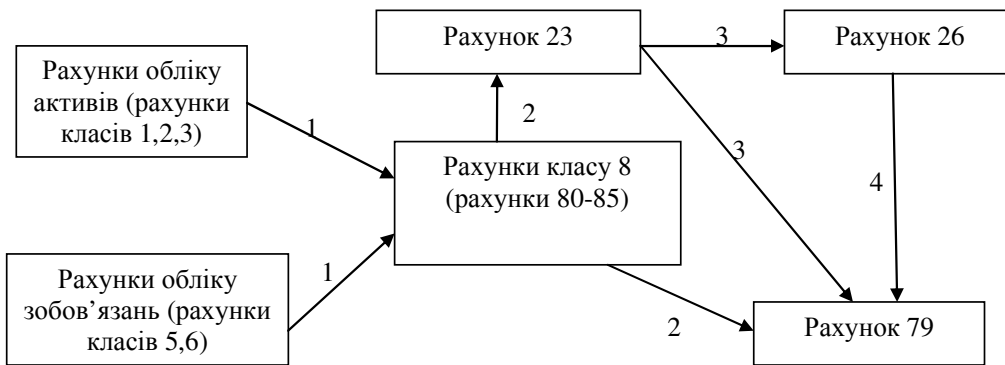 Рахунок 23
3
Рахунок 26
Рахунки обліку
активів (рахунки
класів 1,2,3)
1
2
Рахунки класу 8
(рахунки 80-85)
3
4
Рахунки обліку
зобов’язань (рахунки
класів 5,6)
1
2
Рахунок 79